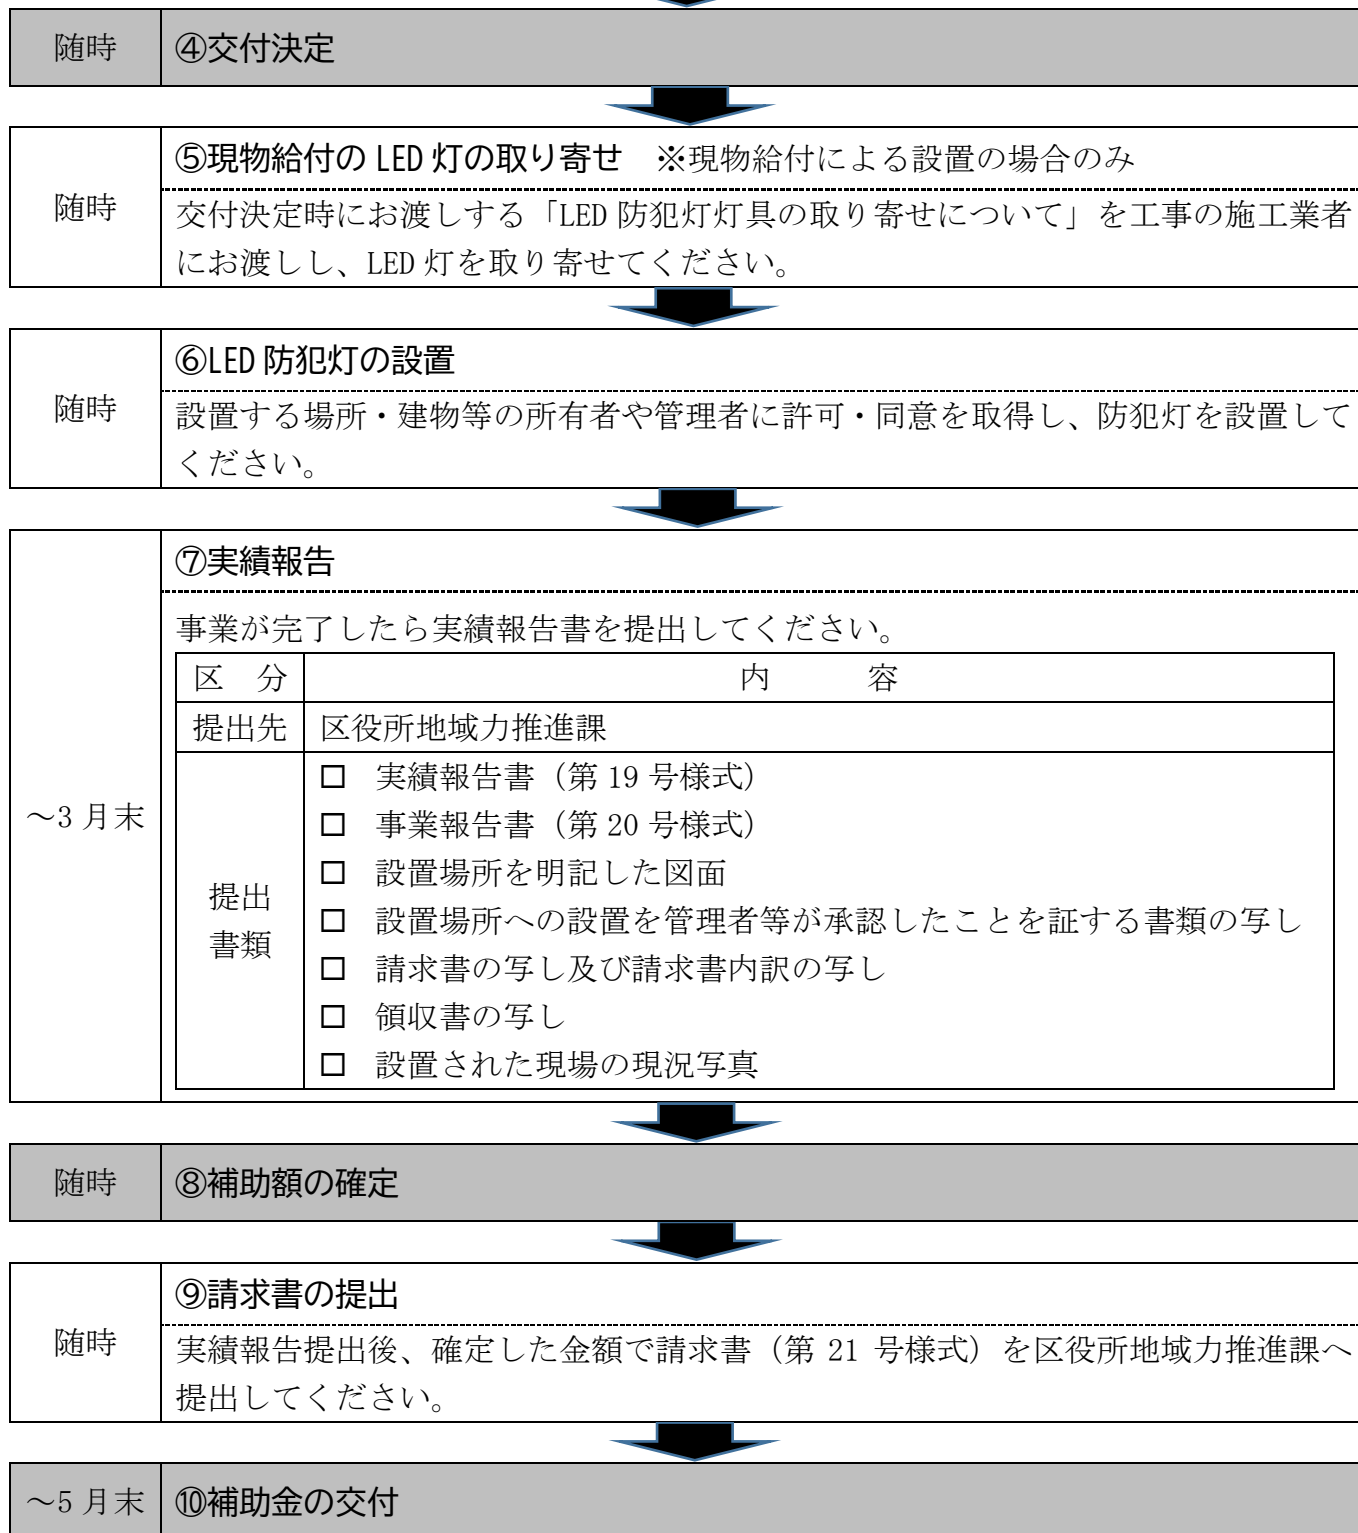 随時 ④交付決定
⑤現物給付の LED 灯の取り寄せ ※現物給付による設置の場合のみ
随時
交付決定時にお渡しする「LED 防犯灯灯具の取り寄せについて」を工事の施工業者
にお渡しし、LED 灯を取り寄せてください。
⑥LED 防犯灯の設置
随時
設置する場所・建物等の所有者や管理者に許可・同意を取得し、防犯灯を設置して
ください。
⑦実績報告
~3 月末
事業が完了したら実績報告書を提出してください。
区 分 内 容
提出先 区役所地域力推進課
提出
書類
□ 実績報告書（第 19 号様式）
□ 事業報告書（第 20 号様式）
□ 設置場所を明記した図面
□ 設置場所への設置を管理者等が承認したことを証する書類の写し
□ 請求書の写し及び請求書内訳の写し
□ 領収書の写し
□ 設置された現場の現況写真
随時 ⑧補助額の確定
⑨請求書の提出
随時
実績報告提出後、確定した金額で請求書（第 21 号様式）を区役所地域力推進課へ
提出してください。
~5 月末 ⑩補助金の交付